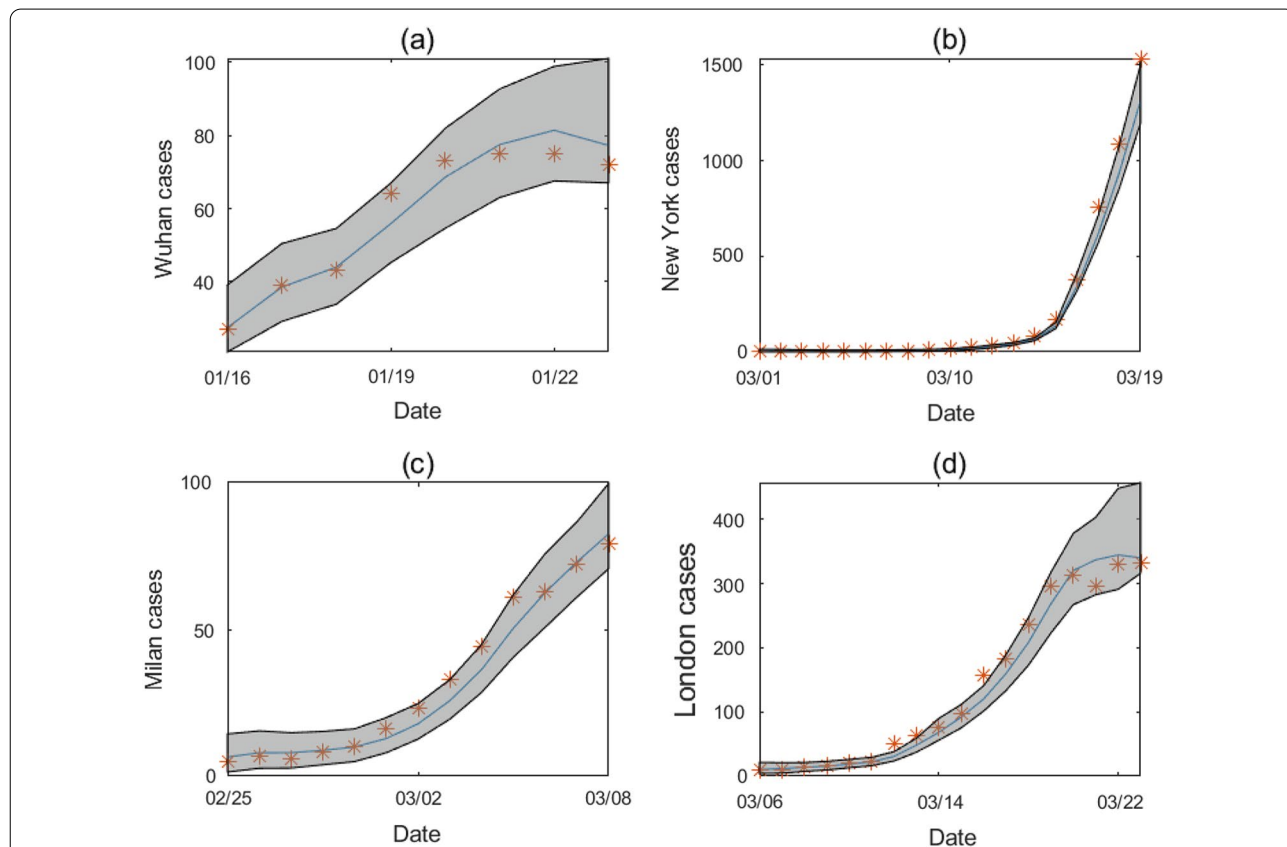 (a)
Wuhan cases
100
80
60
40
01/16
01/19
01/22
Date
(b)
New York cases
1500
1000
500
0
03/01
03/10
03/19
Date
(c)
Milan cases
100
50
0
02/25
03/02
03/08
Date
(d)
London cases
400
300
200
100
0
03/06
03/14
03/22
Date